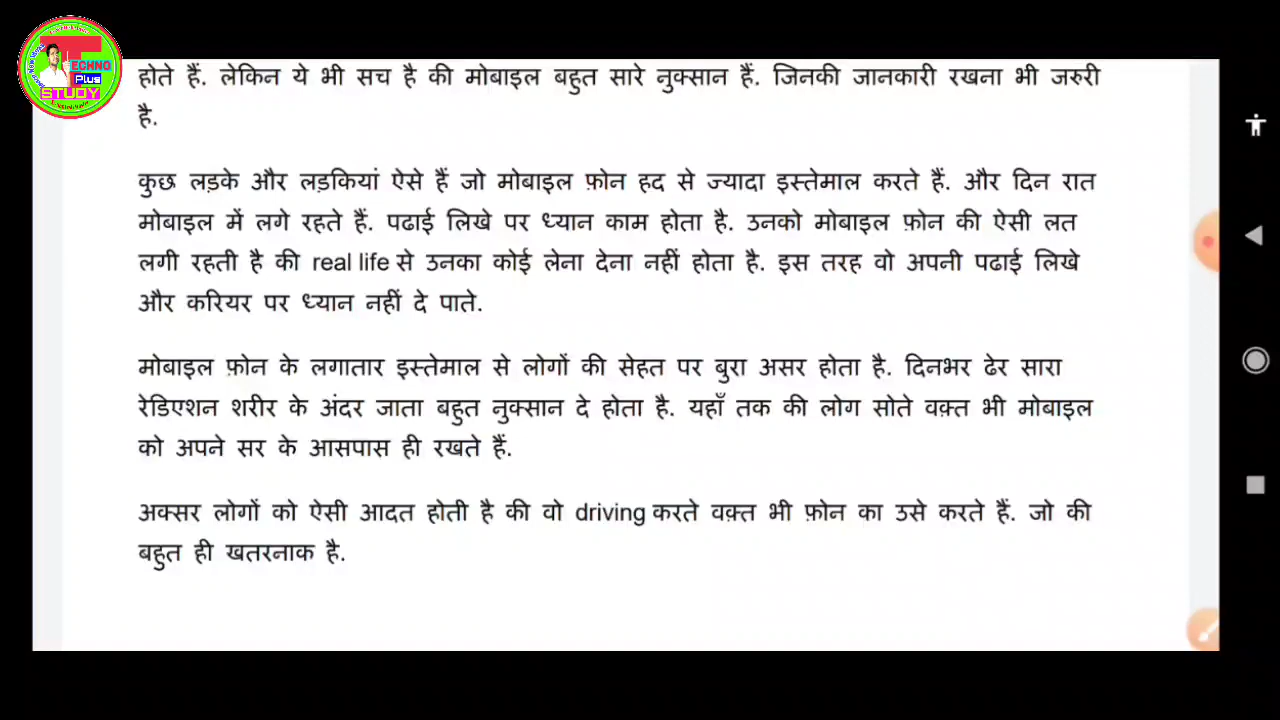 ECHNO
Plus
STUDY
होते हैं. लेकिन ये भी सच है की मोबाइल बहुत सारे नुक्सान हैं. जिनकी जानकारी रखना भी जरुरी
है.
कुछ लड़के और लड़कियां ऐसे हैं जो मोबाइल फ़ोन हद से ज्यादा इस्तेमाल करते हैं. और दिन रात
मोबाइल में लगे रहते हैं. पढाई लिखे पर ध्यान काम होता है. उनको मोबाइल फ़ोन की ऐसी लत
लगी रहती है की real life से उनका कोई लेना देना नहीं होता है. इस तरह वो अपनी पढाई लिखे
और करियर पर ध्यान नहीं दे पाते.
मोबाइल फ़ोन के लगातार इस्तेमाल से लोगों की सेहत पर बुरा असर होता है. दिनभर ढेर सारा
रेडिएशन शरीर के अंदर जाता बहुत नुक्सान दे होता है. यहाँ तक की लोग सोते वक़्त भी मोबाइल
को अपने सर के आसपास ही रखते हैं.
अक्सर लोगों को ऐसी आदत होती है की वो driving करते वक़्त भी फ़ोन का उसे करते हैं. जो की
बहुत ही खतरनाक है.